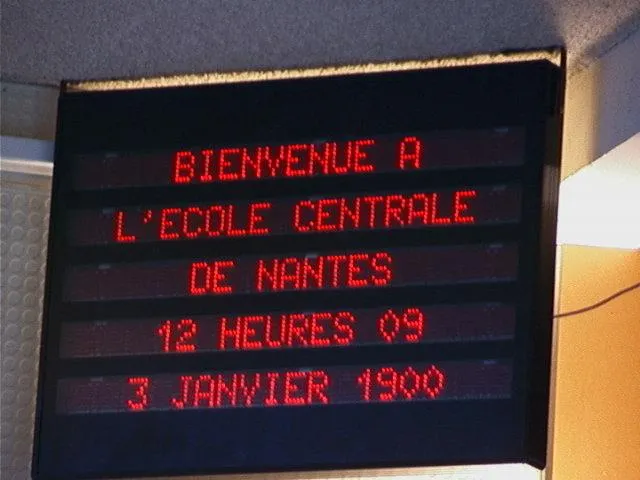 BIENVENUE A
L'ECOLE CENTRALE
DE NANTES
12 HEURES 09
3 JANVIER 1900